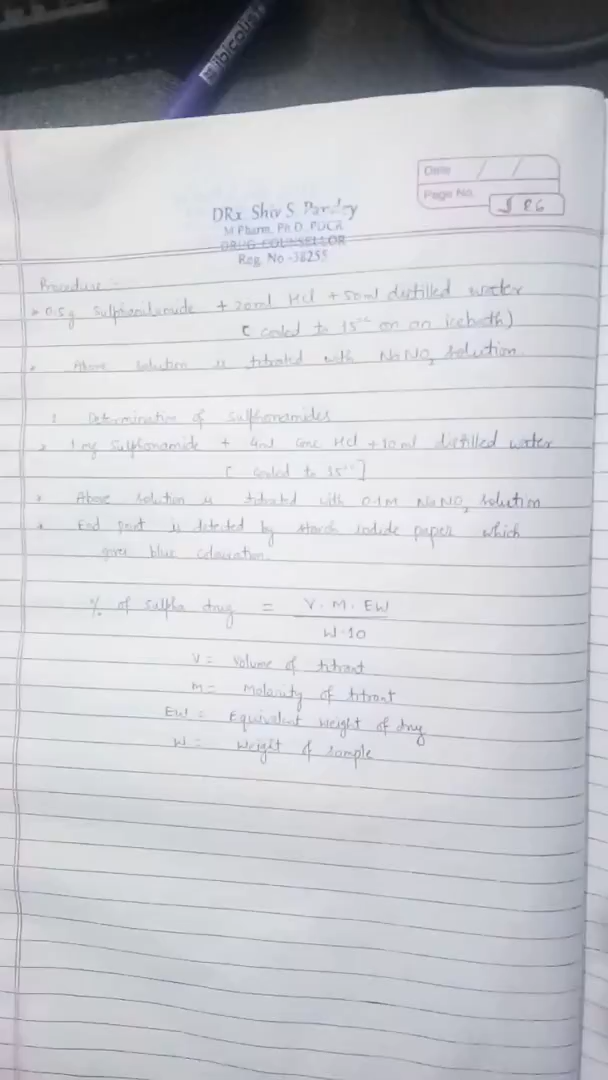 Date / /
Page No.
DRx Shiv S. Pandey
M.Pharm, Ph.D, PDCR
DRUG COUNSELLOR
Reg. No -38255
Procedure -
0.5g Sulphanilamide + 20ml Hcl + 50ml distilled water
[ cooled to 15°C on an icebath)
Above solution is titrated with NaNO2 solution.
Determination of sulphonamides
1 mg Sulfonamide + 4ml conc Hcl + 10 ml distilled water
[ cooled to 15°C ]
Above solution is titrated with 0.1M NaNO2 solution
End point is detected by starch iodide paper which
gives blue colouration.
% of sulpha drug = V. M. EW
W.10
V = volume of titrant
M = Molarity of titrant
EW = Equivalent weight of drug
W = Weight of sample